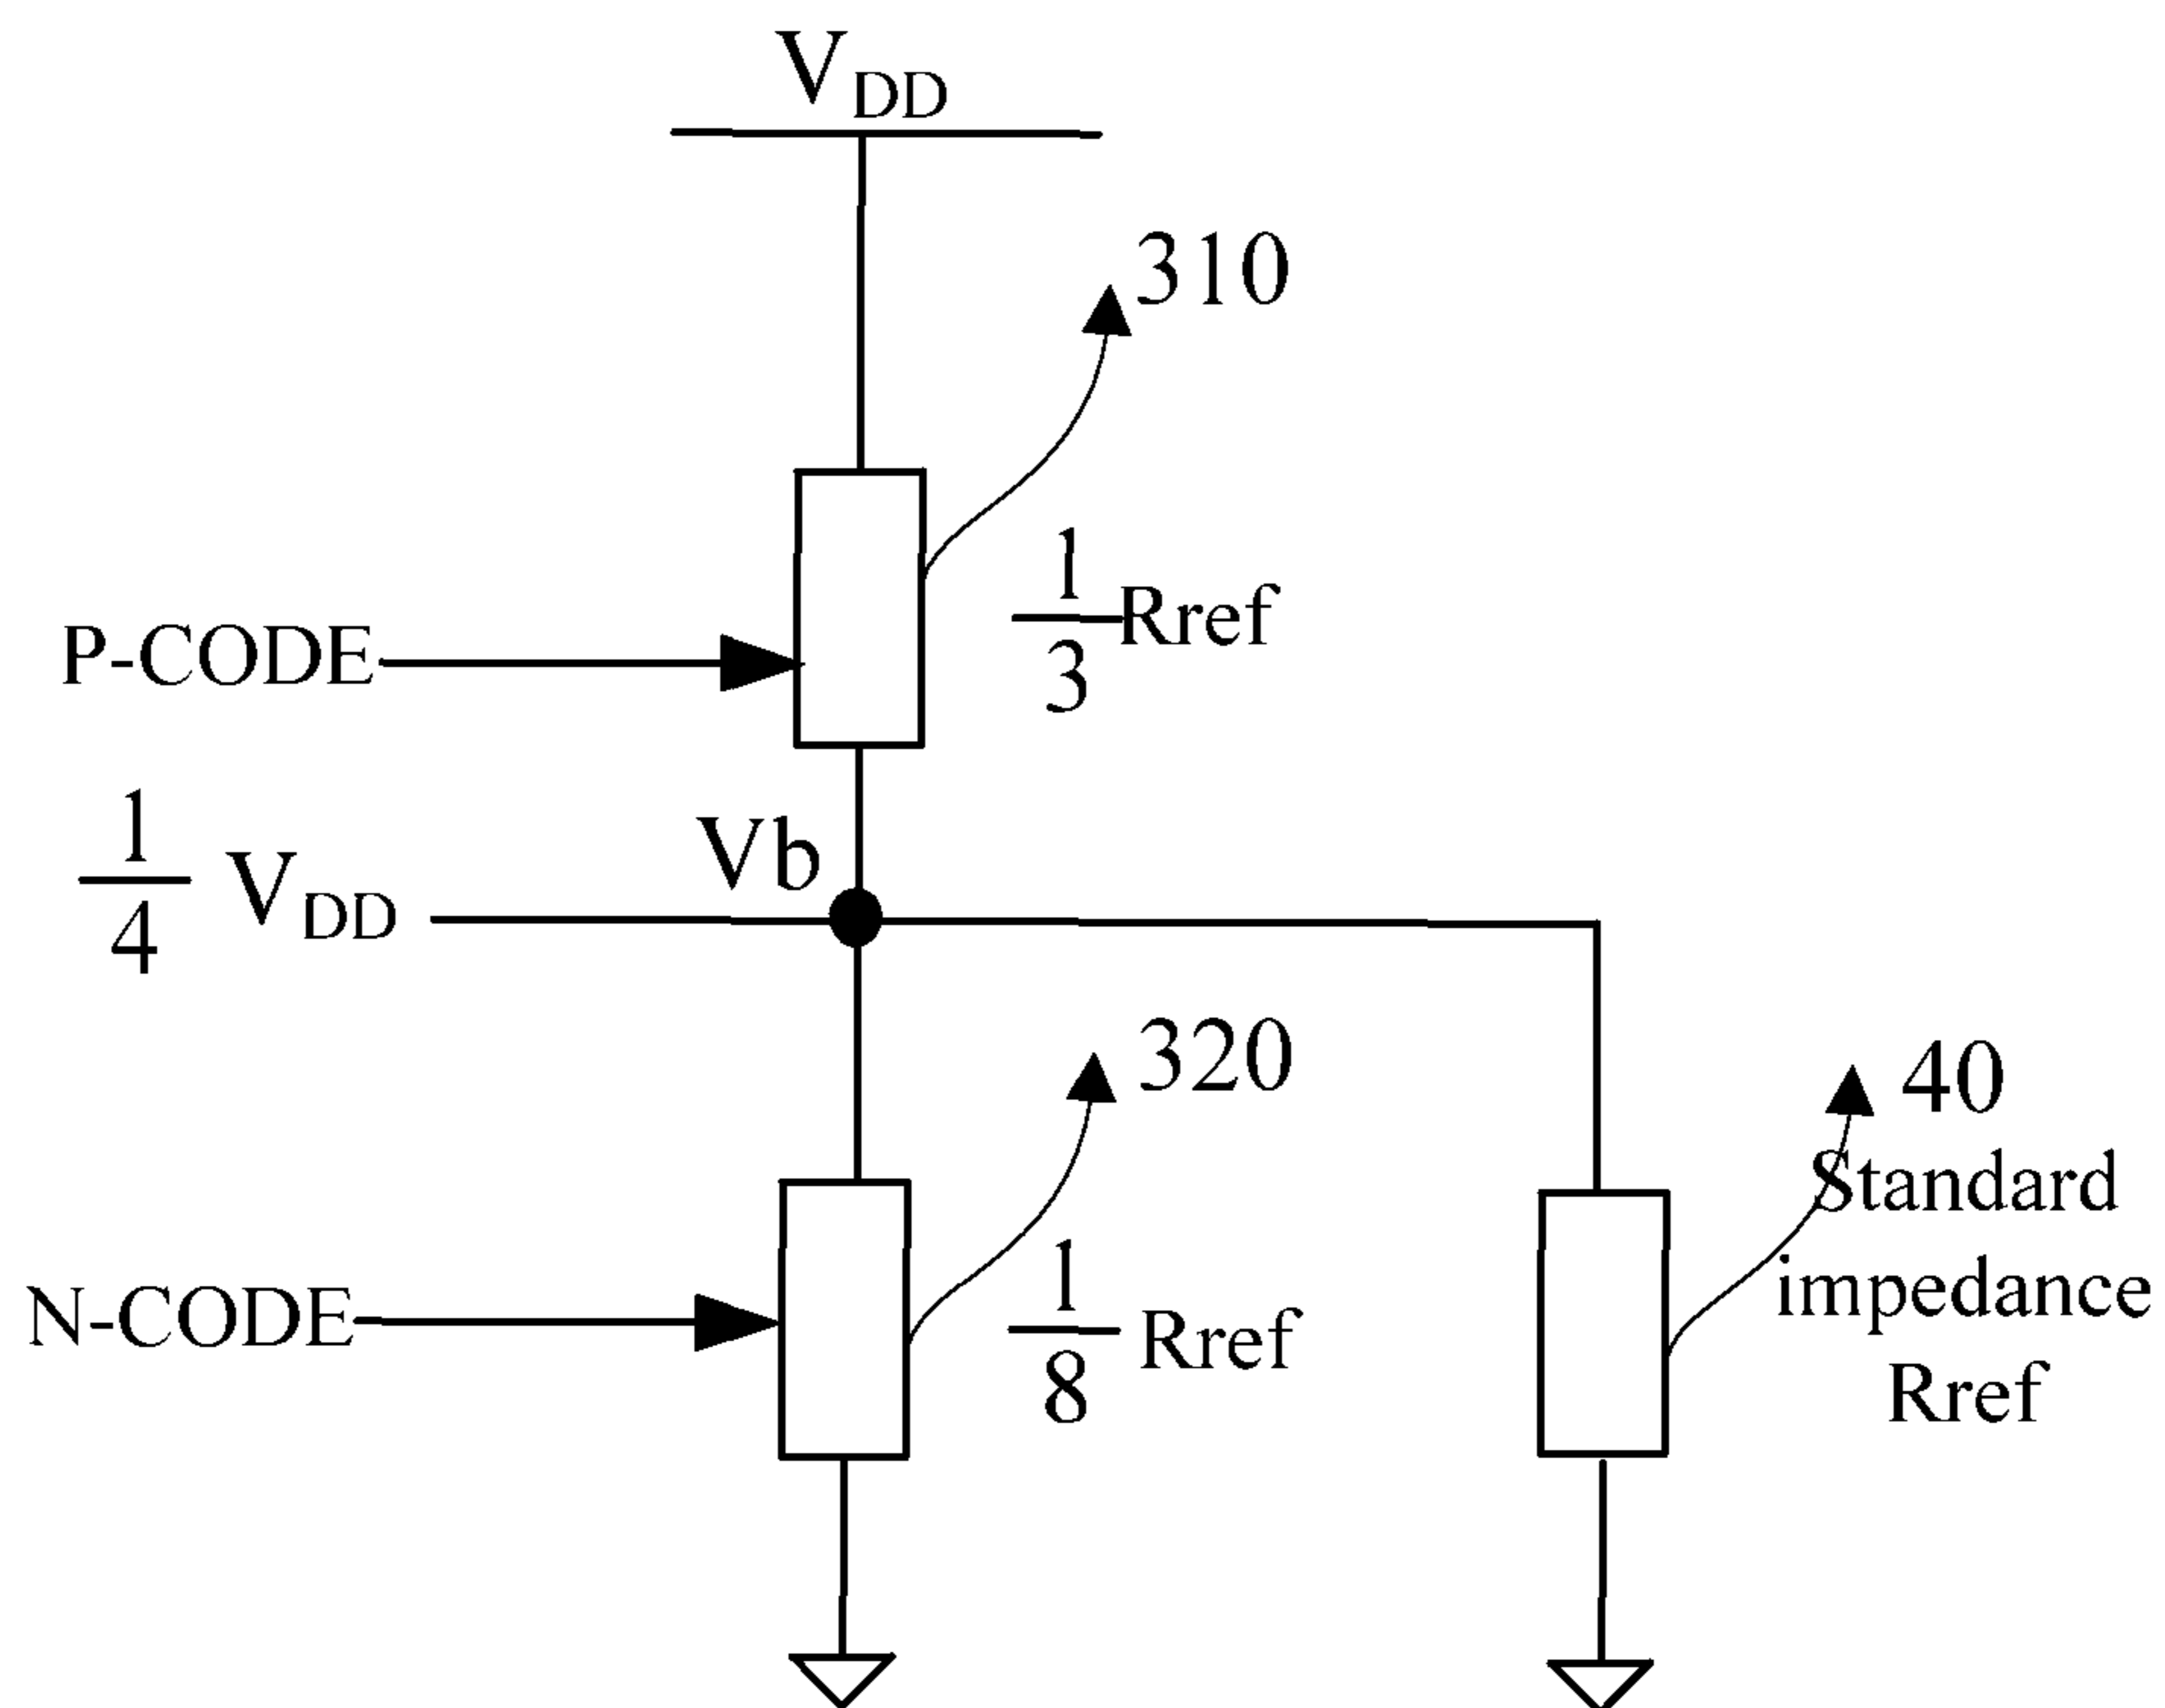 VDD
310
1
3
Rref
P-CODE
1
4
VDD
Vb
320
40
Standard
impedance
Rref
N-CODE
1
8
Rref